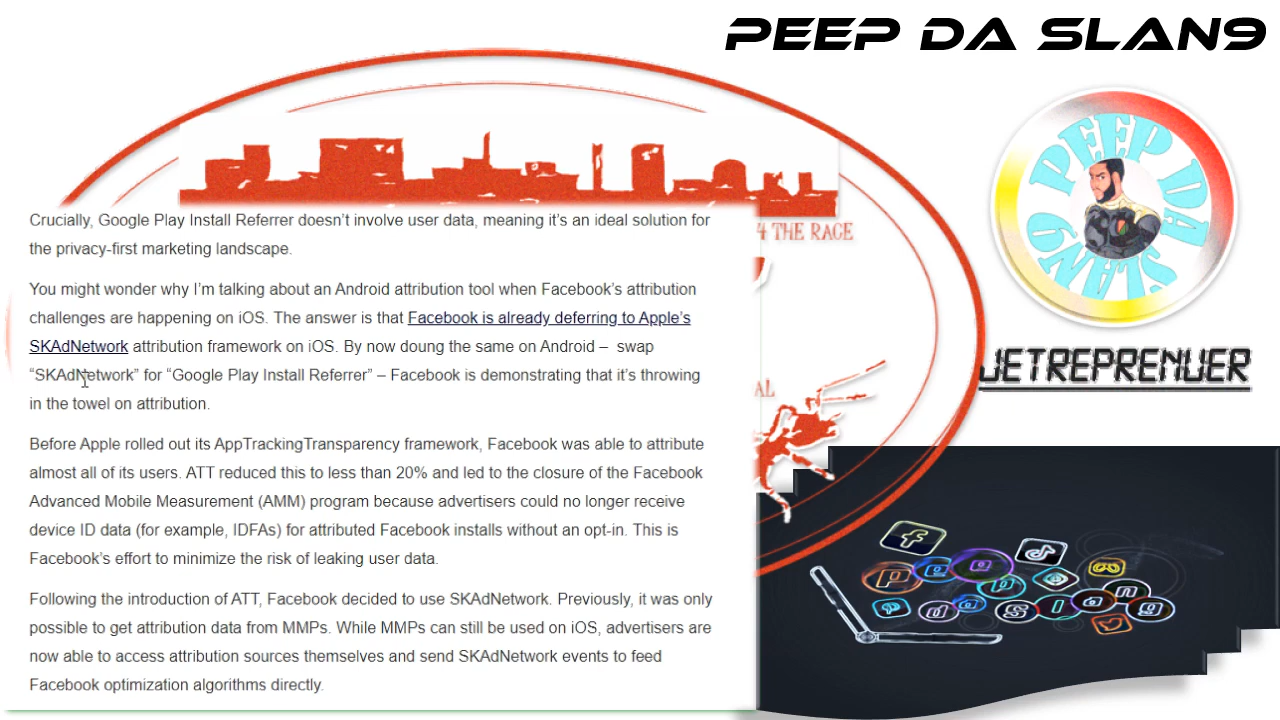 PEEP DA SLAN9
4 THE RACE
Crucially, Google Play Install Referrer doesn’t involve user data, meaning it’s an ideal solution for
the privacy-first marketing landscape.
You might wonder why I’m talking about an Android attribution tool when Facebook’s attribution
challenges are happening on iOS. The answer is that Facebook is already deferring to Apple’s
SKAdNetwork attribution framework on iOS. By now doung the same on Android – swap
“SKAdNetwork” for “Google Play Install Referrer” – Facebook is demonstrating that it’s throwing
in the towel on attribution.
Before Apple rolled out its AppTrackingTransparency framework, Facebook was able to attribute
almost all of its users. ATT reduced this to less than 20% and led to the closure of the Facebook
Advanced Mobile Measurement (AMM) program because advertisers could no longer receive
device ID data (for example, IDFAs) for attributed Facebook installs without an opt-in. This is
Facebook’s effort to minimize the risk of leaking user data.
Following the introduction of ATT, Facebook decided to use SKAdNetwork. Previously, it was only
possible to get attribution data from MMPs. While MMPs can still be used on iOS, advertisers are
now able to access attribution sources themselves and send SKAdNetwork events to feed
Facebook optimization algorithms directly.
PEEP DA SLAN9
JETREPRENUER
AL
Peep
da Slang